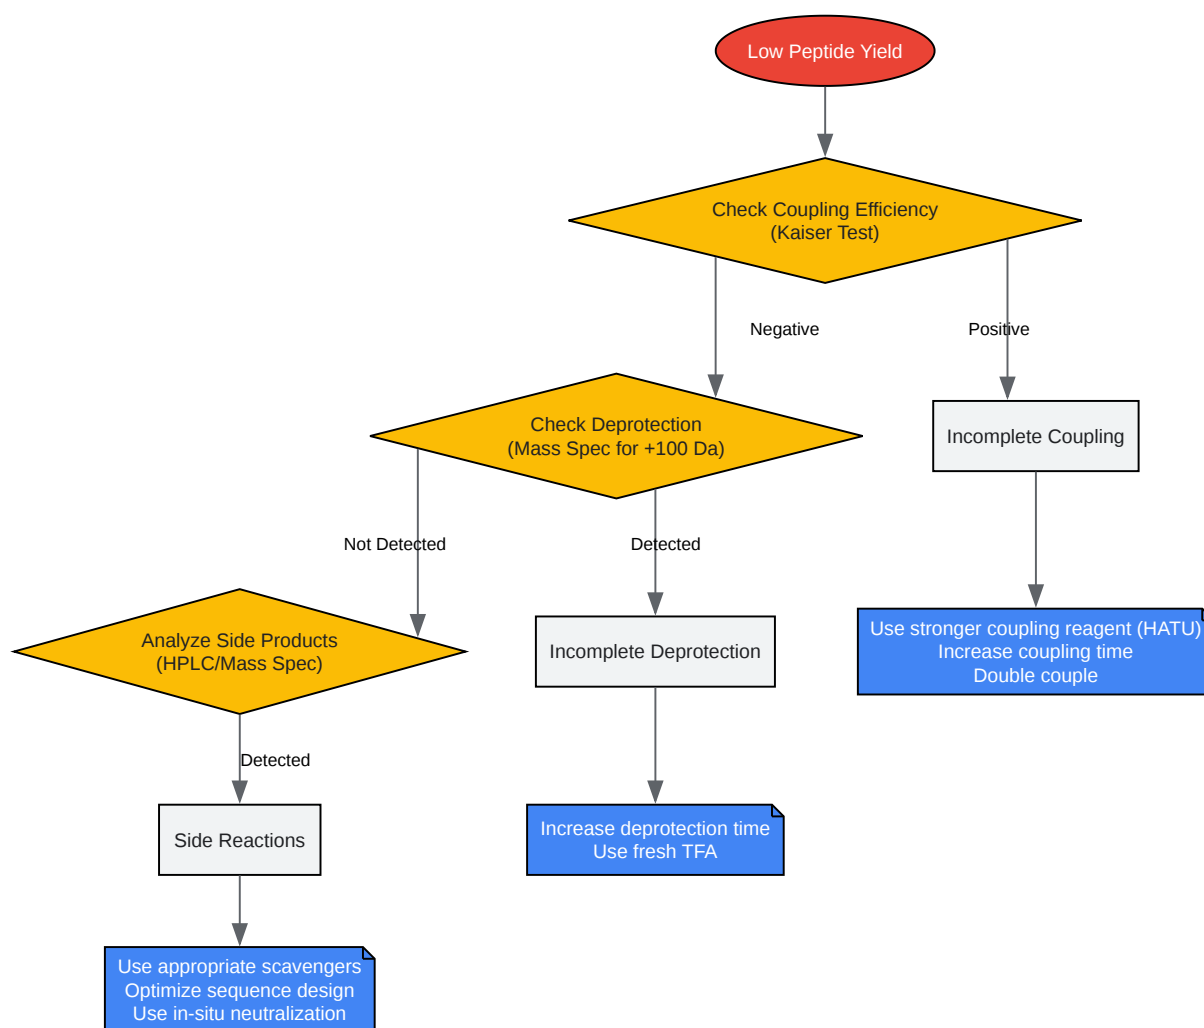 Low Peptide Yield
Check Coupling Efficiency
(Kaiser Test)
Negative
Positive
Check Deprotection
(Mass Spec for +100 Da)
Incomplete Coupling
Not Detected
Detected
Analyze Side Products
(HPLC/Mass Spec)
Incomplete Deprotection
Use stronger coupling reagent (HATU)
Increase coupling time
Double couple
Detected
Side Reactions
Increase deprotection time
Use fresh TFA
Use appropriate scavengers
Optimize sequence design
Use in-situ neutralization